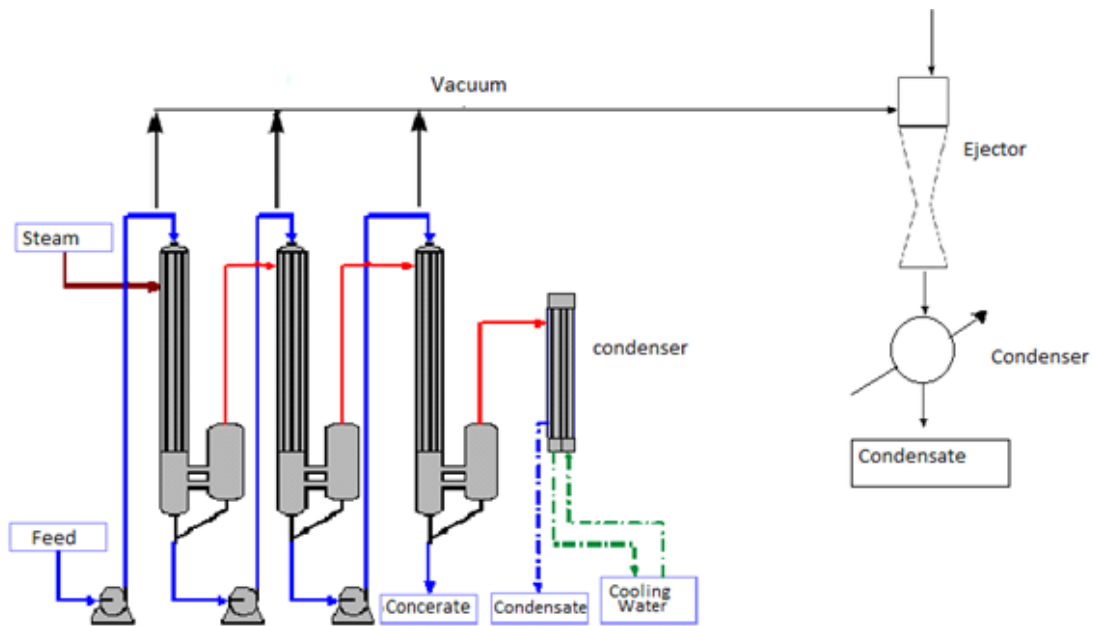 Vacuum
Ejector
Steam
condenser
Condenser
Condensate
Feed
Concerate
Condensate
Cooling
Water